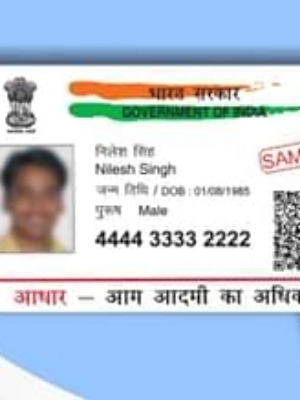 भारत सरकार
GOVERNMENT OF INDIA
निलेश सिंह
Nilesh Singh
जन्म तिथि / DOB : 01/08/1985
पुरूष Male
SAM
4444 3333 2222
आधार — आम आदमी का अधिक